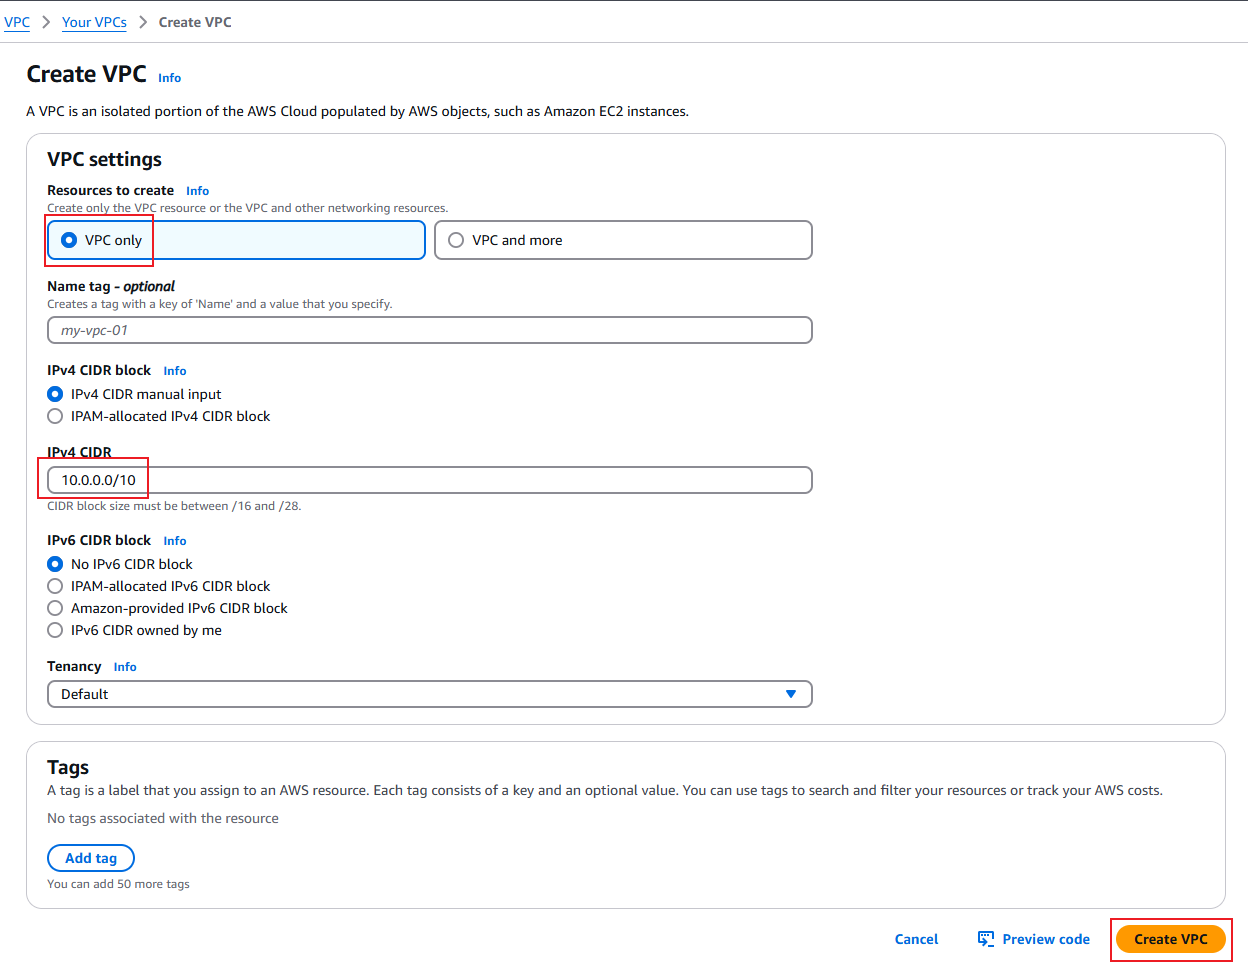 VPC > Your VPCs > Create VPC
Create VPC Info
A VPC is an isolated portion of the AWS Cloud populated by AWS objects, such as Amazon EC2 instances.
VPC settings
Resources to create Info
Create only the VPC resource or the VPC and other networking resources.
VPC only VPC and more
Name tag - optional
Creates a tag with a key of 'Name' and a value that you specify.
my-vpc-01
IPv4 CIDR block Info
IPv4 CIDR manual input
IPAM-allocated IPv4 CIDR block
IPv4 CIDR
10.0.0.0/10
CIDR block size must be between /16 and /28.
IPv6 CIDR block Info
No IPv6 CIDR block
IPAM-allocated IPv6 CIDR block
Amazon-provided IPv6 CIDR block
IPv6 CIDR owned by me
Tenancy Info
Default
Tags
A tag is a label that you assign to an AWS resource. Each tag consists of a key and an optional value. You can use tags to search and filter your resources or track your AWS costs.
No tags associated with the resource
Add tag
You can add 50 more tags
Cancel Preview code Create VPC